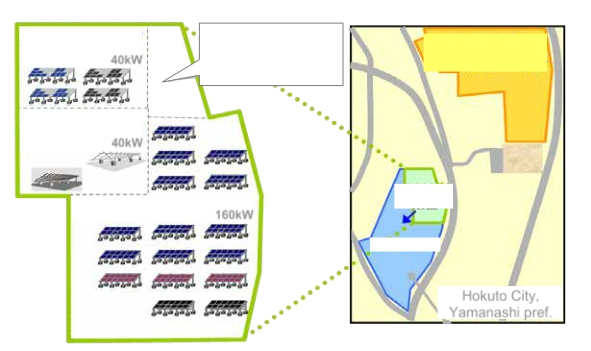 40kW
40kW
160kW
Hokuto City,
Yamanashi pref.